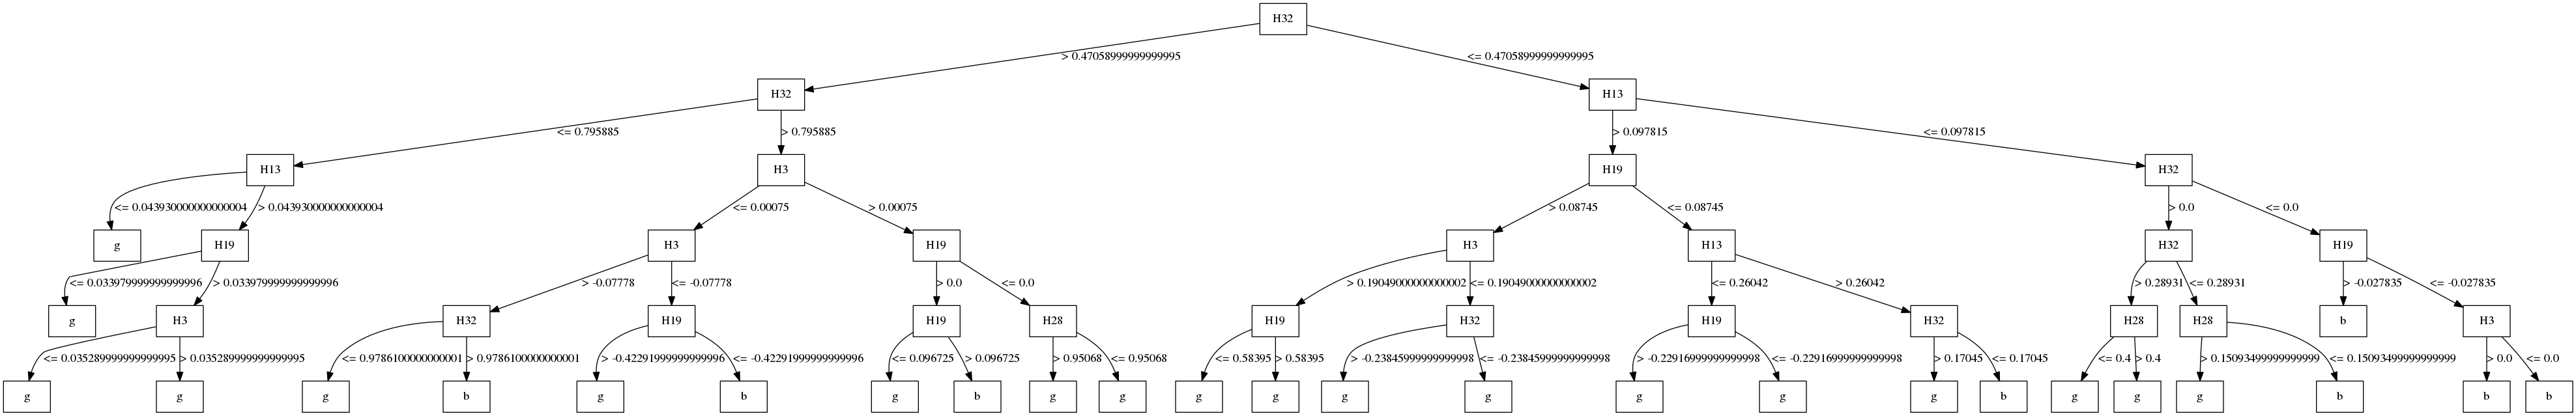 H32
> 0.47058999999999995
<= 0.47058999999999995
H32
H13
<= 0.795885
> 0.795885
> 0.097815
<= 0.097815
H13
H3
H19
H32
<= 0.043930000000000004
> 0.043930000000000004
<= 0.00075
> 0.00075
> 0.08745
<= 0.08745
> 0.0
<= 0.0
g
H19
H3
H19
H3
H13
H32
H19
<= 0.033979999999999996
> 0.033979999999999996
> -0.07778
<= -0.07778
> 0.0
<= 0.0
> 0.19049000000000002
<= 0.19049000000000002
<= 0.26042
> 0.26042
> 0.28931
<= 0.28931
> -0.027835
<= -0.027835
g
H3
H32
H19
H19
H28
H19
H32
H19
H32
H28
H28
b
H3
<= 0.035289999999999995
> 0.035289999999999995
<= 0.9786100000000001
> 0.9786100000000001
> -0.42291999999999996
<= -0.42291999999999996
<= 0.096725
> 0.096725
> 0.95068
<= 0.95068
<= 0.58395
> 0.58395
> -0.23845999999999998
<= -0.23845999999999998
> -0.22916999999999998
<= -0.22916999999999998
> 0.17045
<= 0.17045
<= 0.4
> 0.4
> 0.15093499999999999
<= 0.15093499999999999
> 0.0
<= 0.0
g
g
g
b
g
b
g
b
g
g
g
g
g
g
g
g
g
b
g
g
g
b
b
b